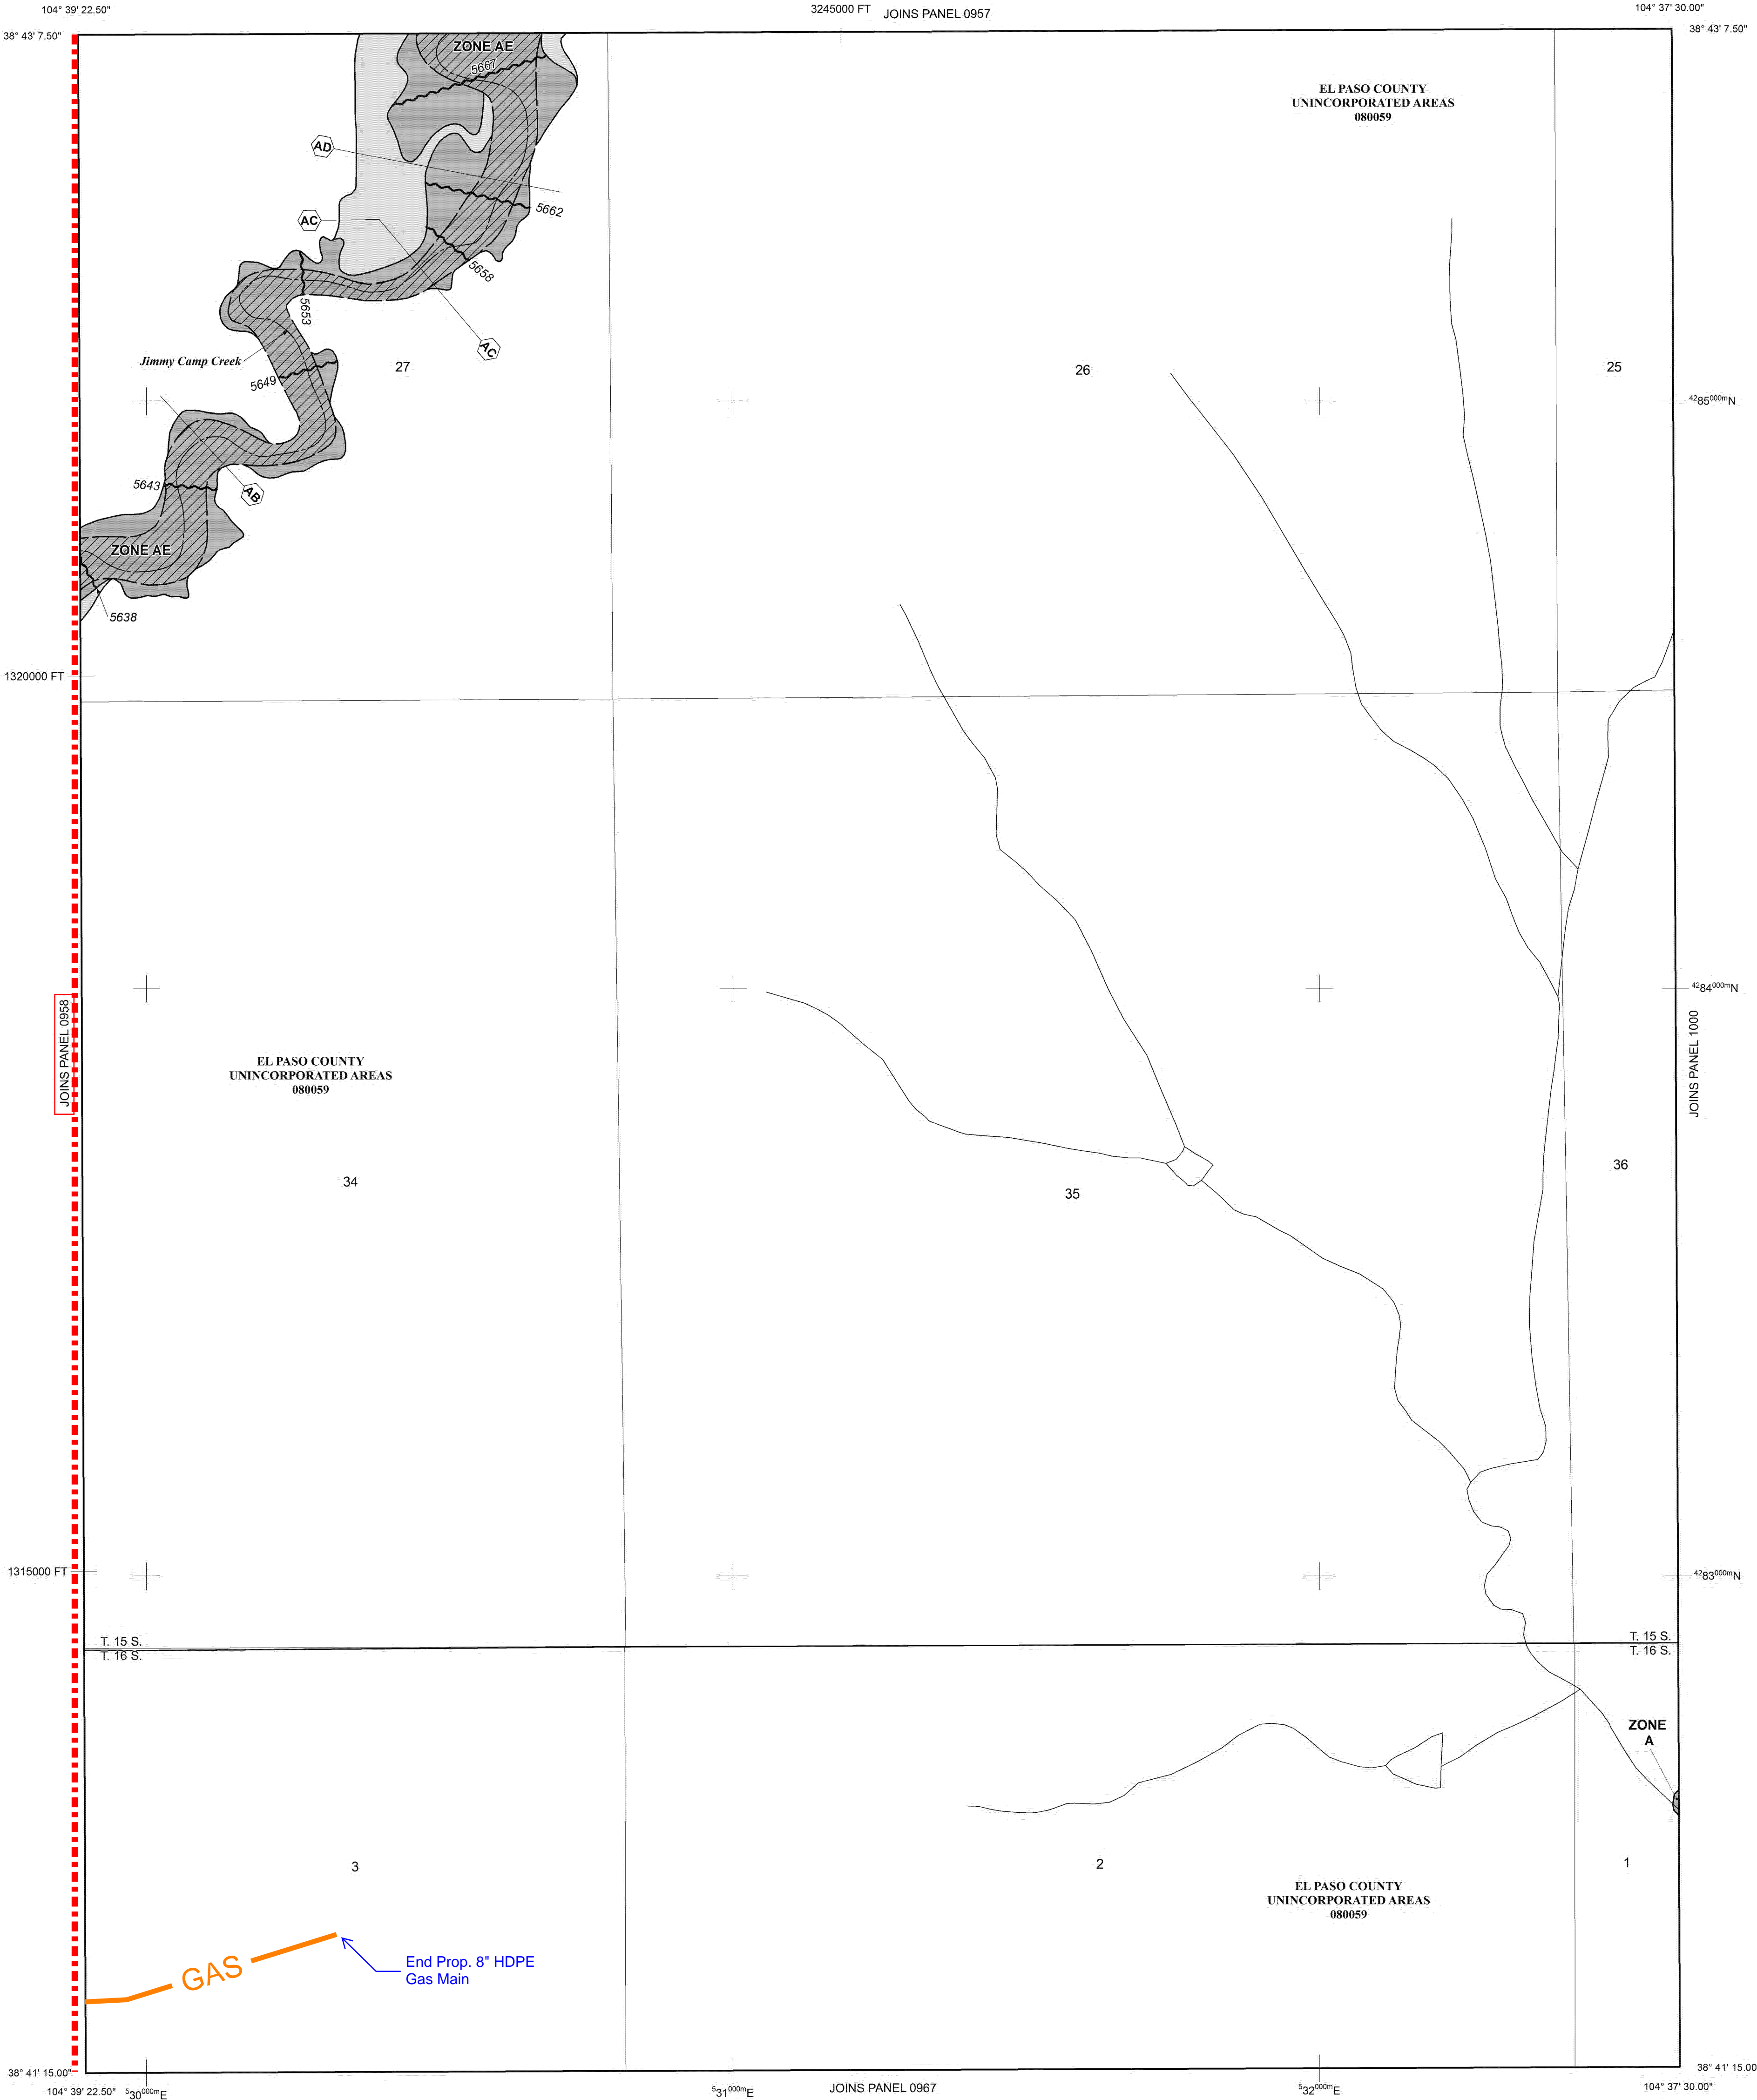 104° 39' 22.50"
3245000 FT
JOINS PANEL 0957
104° 37' 30.00"
38° 43' 7.50"
38° 43' 7.50"
ZONE AE
5667
EL PASO COUNTY
UNINCORPORATED AREAS
080059
AD
5662
AC
5658
5653
AC
Jimmy Camp Creek
27
26
25
5649
4285000mN
5643
AB
ZONE AE
5638
1320000 FT
4284000mN
JOINS PANEL 0958
JOINS PANEL 1000
EL PASO COUNTY
UNINCORPORATED AREAS
080059
34
35
36
1315000 FT
4283000mN
T. 15 S.
T. 16 S.
T. 15 S.
T. 16 S.
ZONE
A
3
2
1
EL PASO COUNTY
UNINCORPORATED AREAS
080059
GAS
End Prop. 8" HDPE
Gas Main
38° 41' 15.00"
38° 41' 15.00
104° 39' 22.50"
530000mE
531000mE
JOINS PANEL 0967
532000mE
104° 37' 30.00"